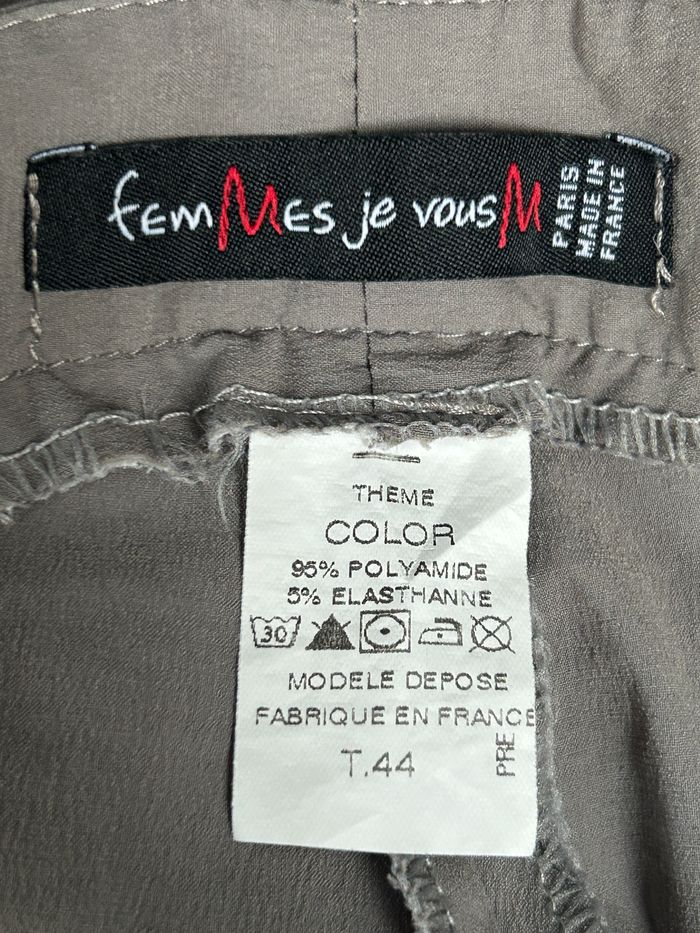 femMes je vousM
PARIS
MADE IN
FRANCE
THEME
COLOR
95% POLYAMIDE
5% ELASTHANNE
30
MODELE DEPOSE
FABRIQUE EN FRANCE
T.44
PRE